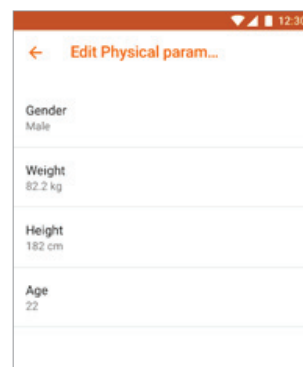 12:30
Edit Physical param...
Gender
Male
Weight
82.2 kg
Height
182 cm
Age
22